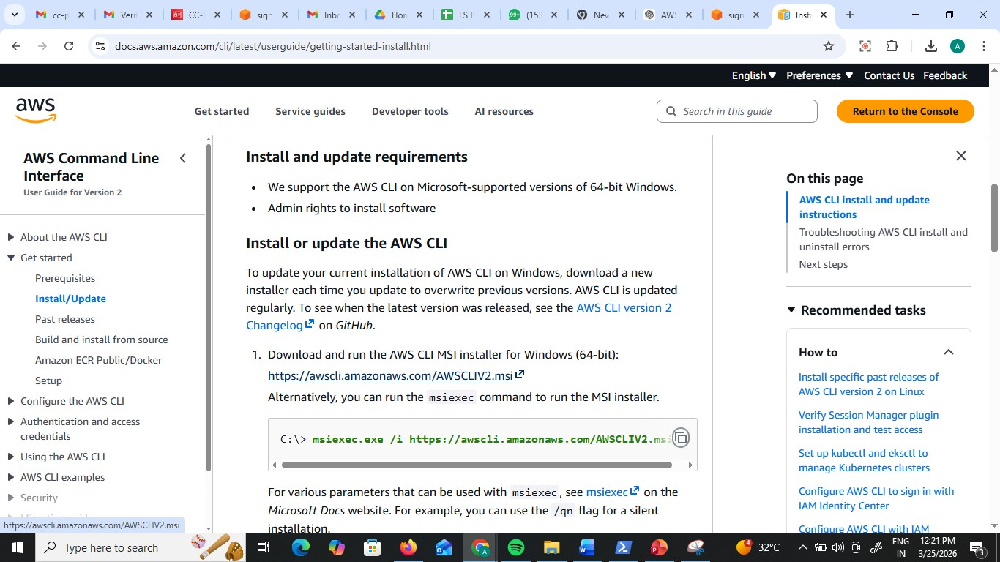 cc-p
Veri
CC-I
sign
Inbo
Hon
FS II
(153
New
AWS
sign
Inst
docs.aws.amazon.com/cli/latest/userguide/getting-started-install.html
A
English Preferences Contact Us Feedback
aws
Get started Service guides Developer tools AI resources
Search in this guide
Return to the Console
AWS Command Line
Interface
User Guide for Version 2
About the AWS CLI
Get started
Prerequisites
Install/Update
Past releases
Build and install from source
Amazon ECR Public/Docker
Setup
Configure the AWS CLI
Authentication and access
credentials
Using the AWS CLI
AWS CLI examples
Security
https://awscli.amazonaws.com/AWSCLIV2.msi
Install and update requirements
• We support the AWS CLI on Microsoft-supported versions of 64-bit Windows.
• Admin rights to install software
Install or update the AWS CLI
To update your current installation of AWS CLI on Windows, download a new
installer each time you update to overwrite previous versions. AWS CLI is updated
regularly. To see when the latest version was released, see the AWS CLI version 2
Changelog on GitHub.
1. Download and run the AWS CLI MSI installer for Windows (64-bit):
https://awscli.amazonaws.com/AWSCLIV2.msi
Alternatively, you can run the msiexec command to run the MSI installer.
C:\> msiexec.exe /i https://awscli.amazonaws.com/AWSCLIV2.msi
For various parameters that can be used with msiexec, see msiexec on the
Microsoft Docs website. For example, you can use the /qn flag for a silent
installation.
On this page
AWS CLI install and update
instructions
Troubleshooting AWS CLI install and
uninstall errors
Next steps
Recommended tasks
How to
Install specific past releases of
AWS CLI version 2 on Linux
Verify Session Manager plugin
installation and test access
Set up kubectl and eksctl to
manage Kubernetes clusters
Configure AWS CLI to sign in with
IAM Identity Center
Configure AWS CLI with IAM
Type here to search
4
32°C
ENG
IN
12:21 PM
3/25/2026
3